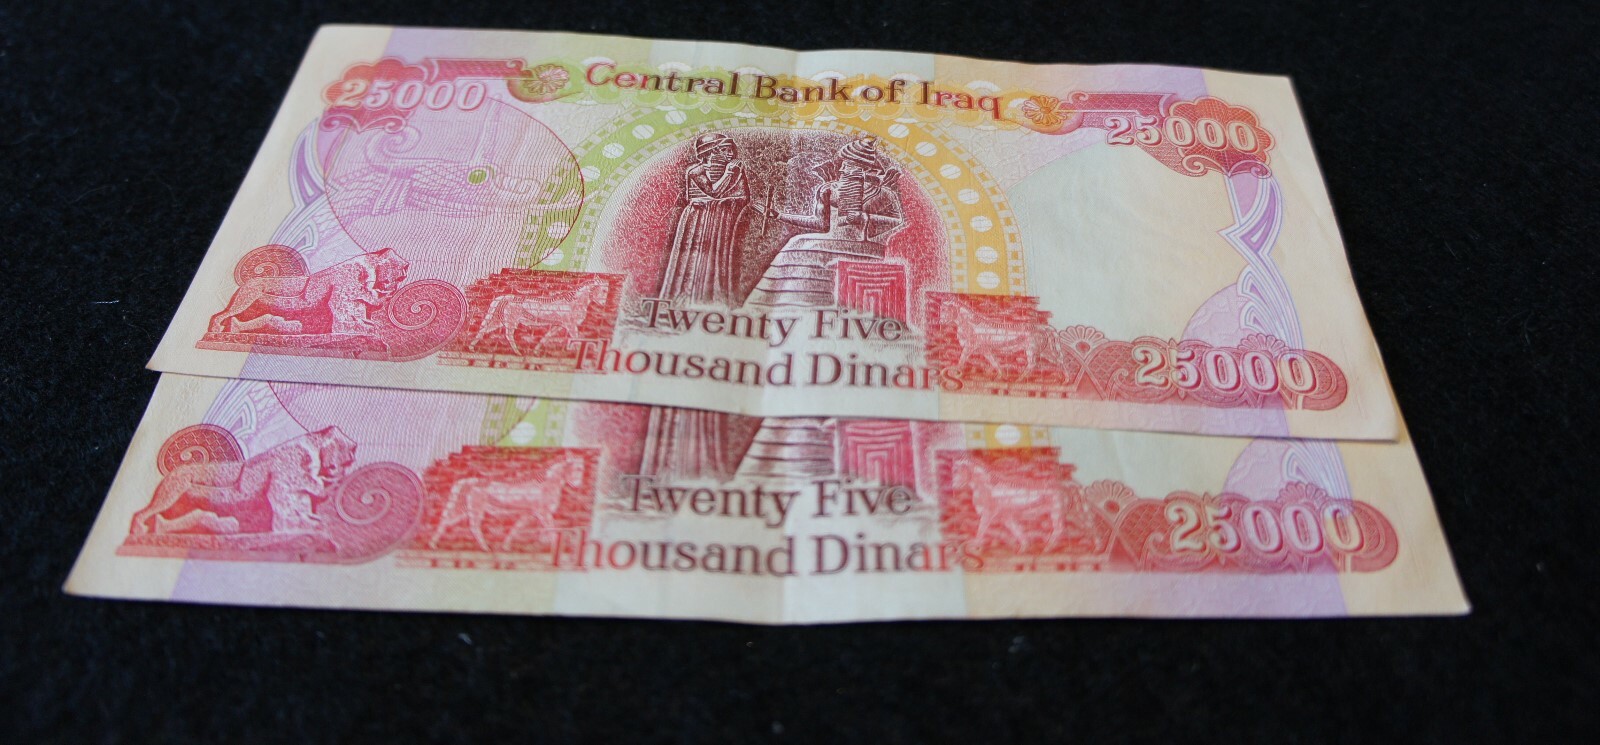 Central Bank of Iraq
25000
25000
Twenty Five
Thousand Dinars
25000
Twenty Five
Thousand Dinars
25000